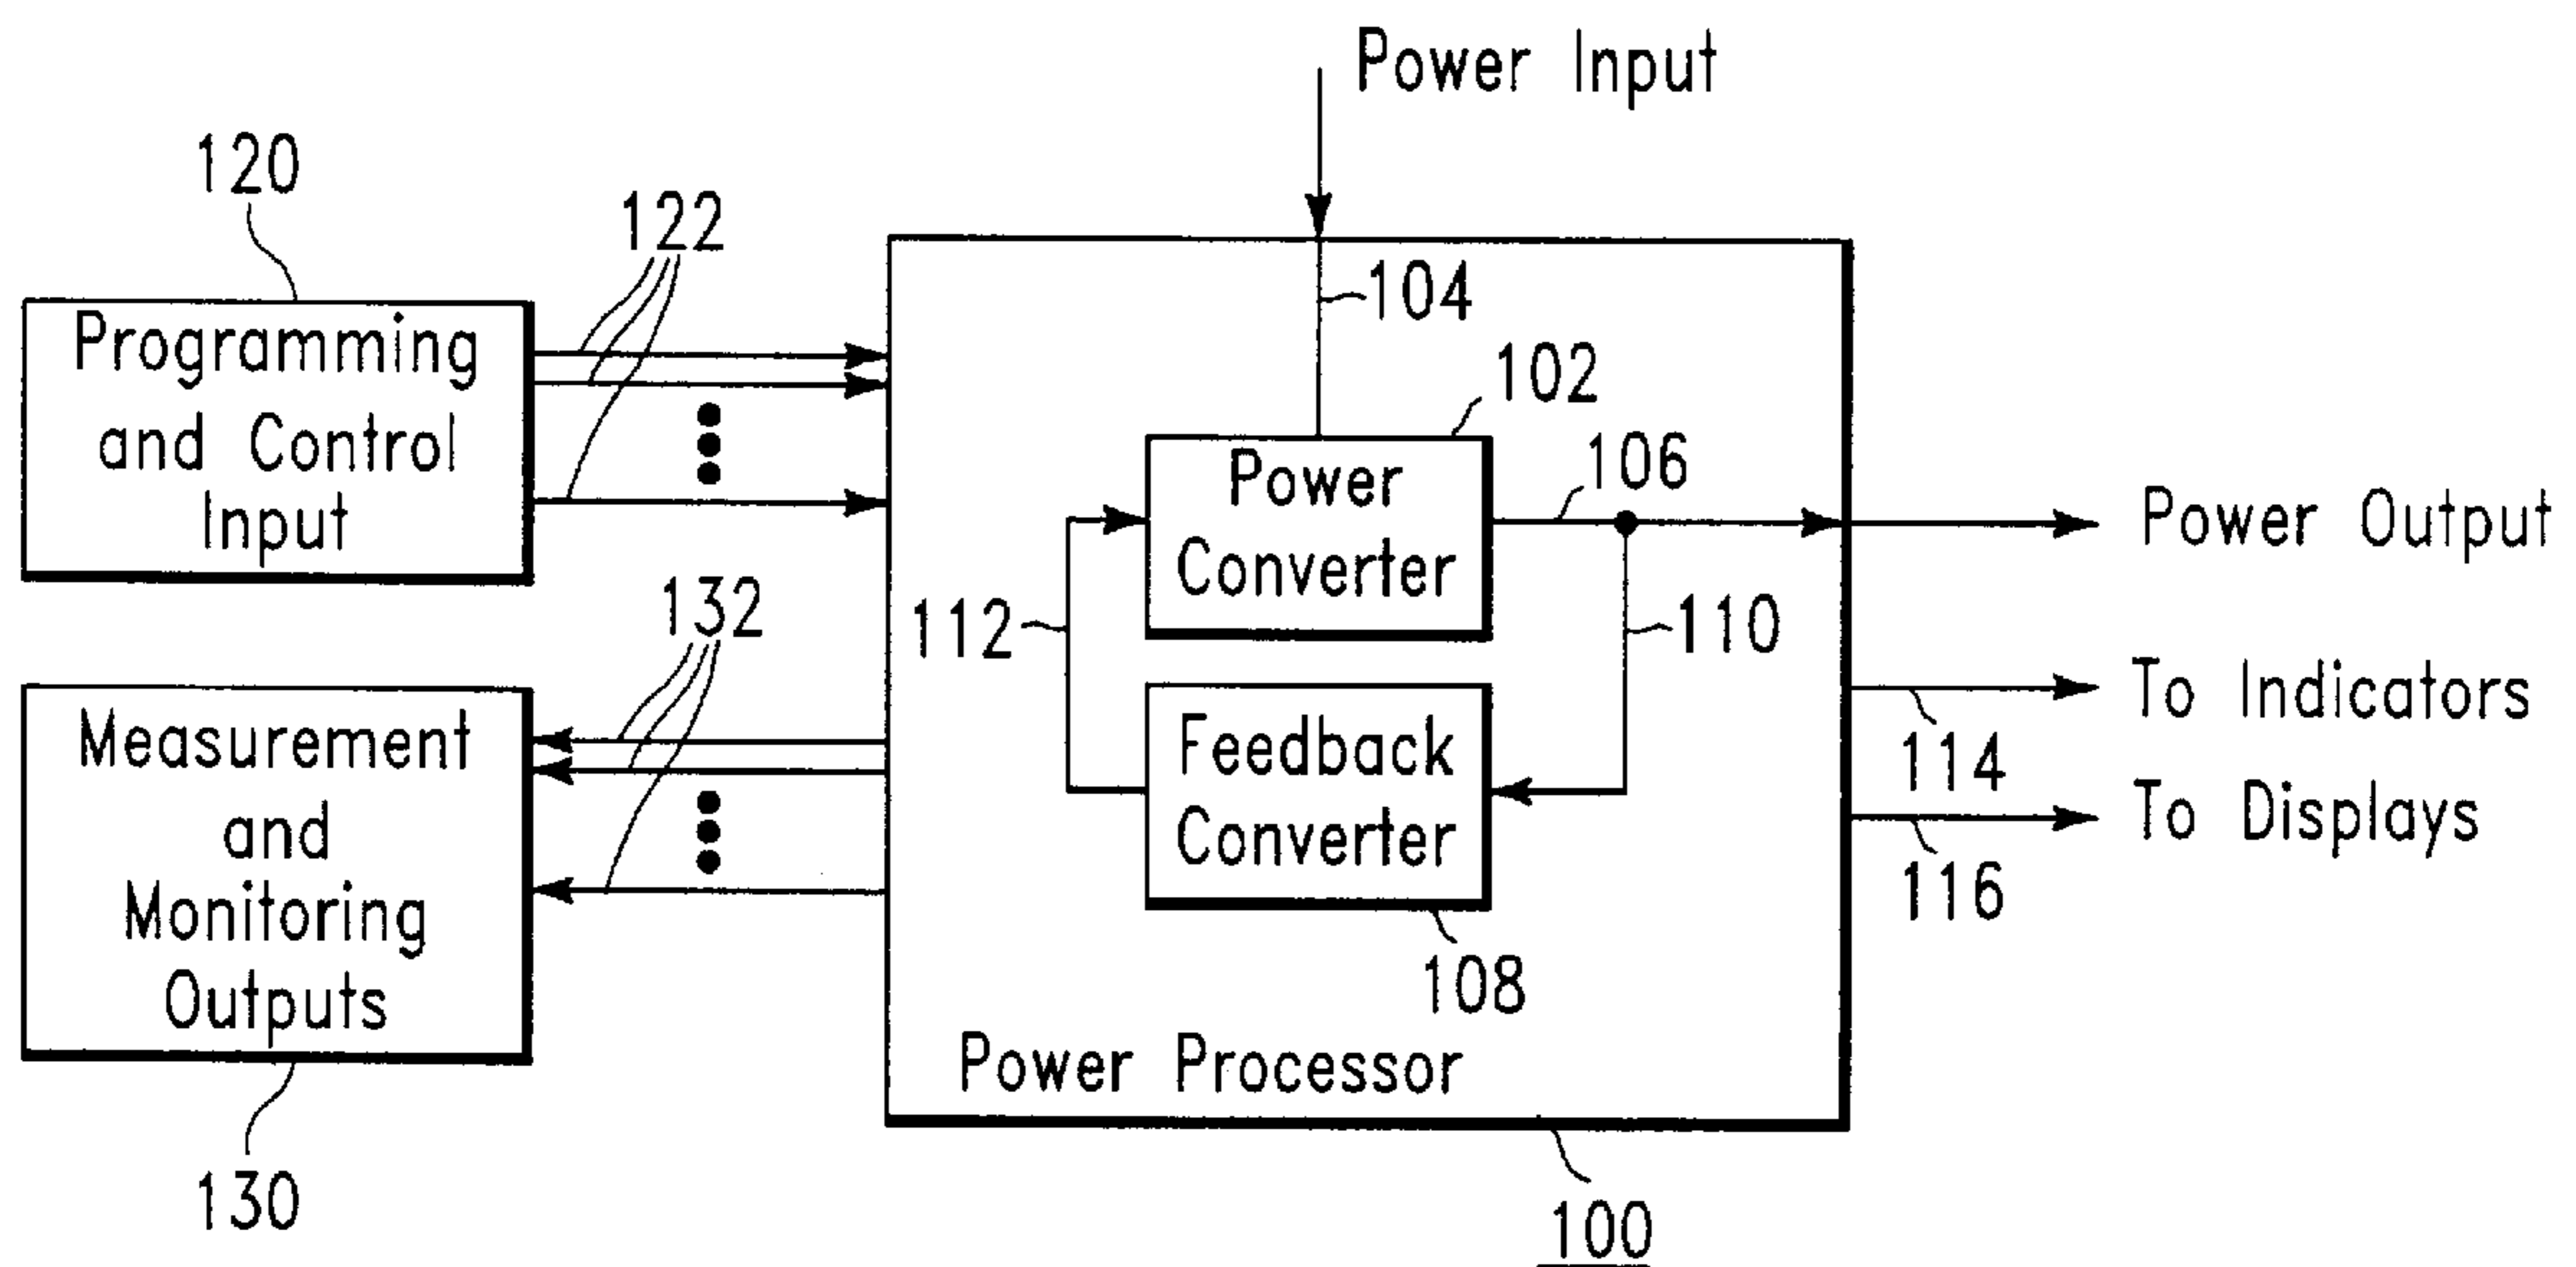 Power Input
120
122
104
Programming
and Control
Input
102
Power
Converter
106
Power Output
132
112
110
To Indicators
114
Measurement
and
Monitoring
Outputs
Feedback
Converter
To Displays
116
108
Power Processor
130
100